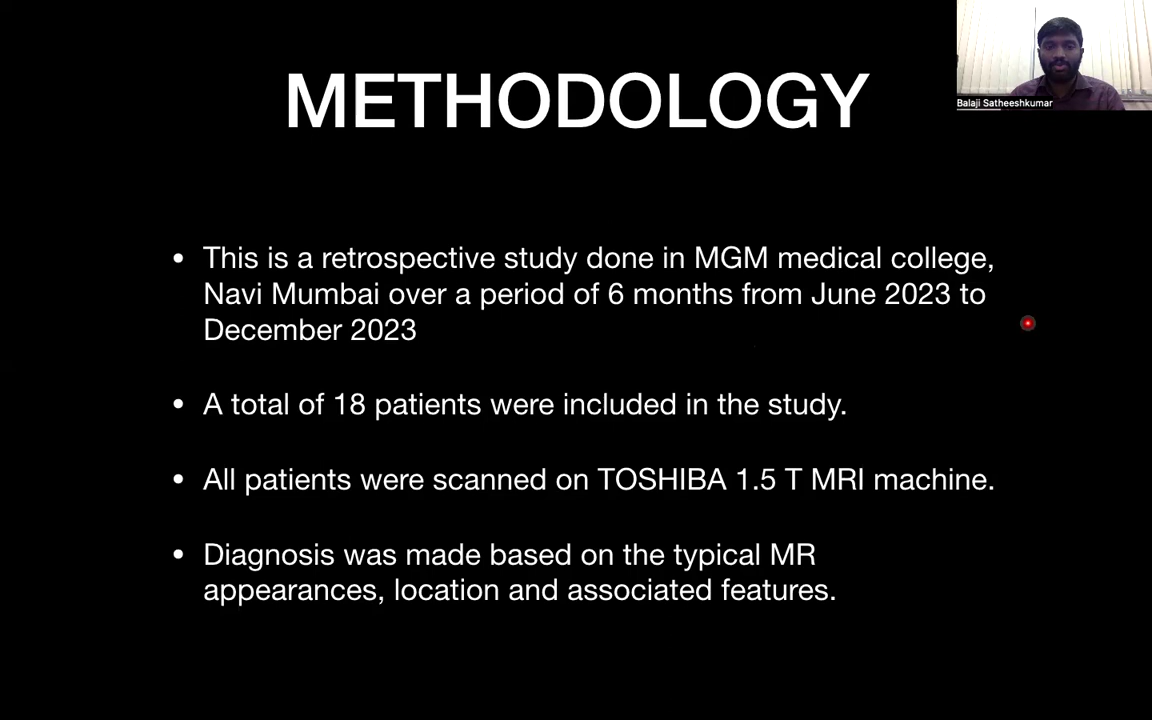 METHODOLOGY
Balaji Satheeshkumar
• This is a retrospective study done in MGM medical college,
Navi Mumbai over a period of 6 months from June 2023 to
December 2023
• A total of 18 patients were included in the study.
• All patients were scanned on TOSHIBA 1.5 T MRI machine.
• Diagnosis was made based on the typical MR
appearances, location and associated features.